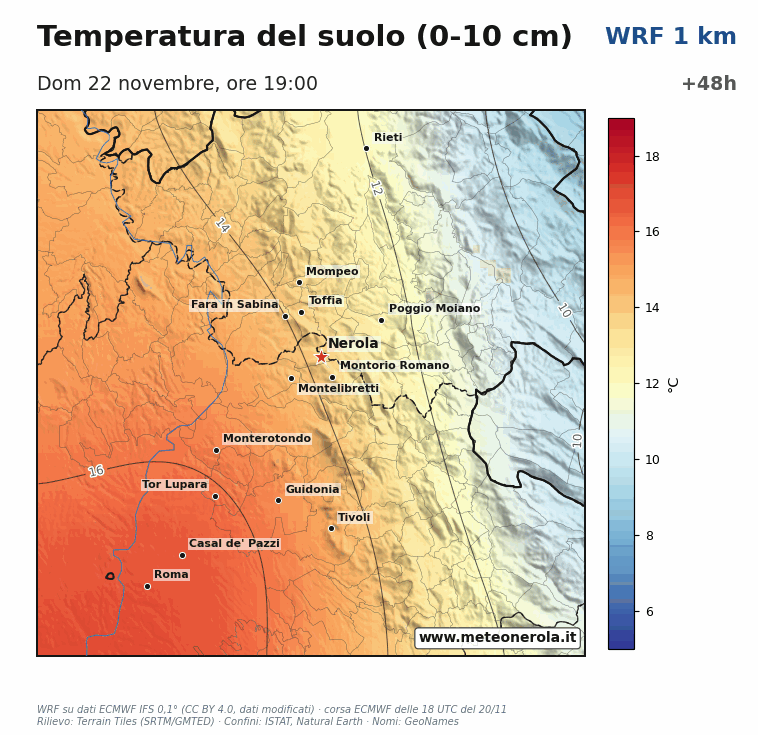 Temperatura del suolo (0-10 cm)
WRF 1 km
Dom 22 novembre, ore 19:00
+48h
Rieti
12
14
Mompeo
Fara in Sabina
Toffia
Poggio Moiano
10
Nerola
Montorio Romano
Montelibretti
Monterotondo
10
16
Tor Lupara
Guidonia
Tivoli
Casal de' Pazzi
Roma
www.meteonerola.it
18
16
14
12
10
8
6
°C
WRF su dati ECMWF IFS 0,1° (CC BY 4.0, dati modificati) · corsa ECMWF delle 18 UTC del 20/11
Rilievo: Terrain Tiles (SRTM/GMTED) · Confini: ISTAT, Natural Earth · Nomi: GeoNames